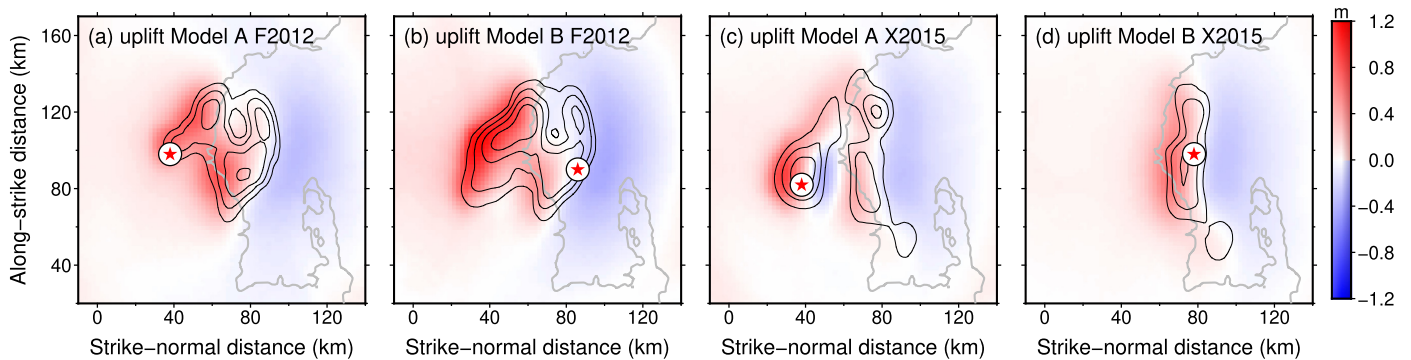 (a) uplift Model A F2012
(b) uplift Model B F2012
(c) uplift Model A X2015
(d) uplift Model B X2015
m
Along−strike distance (km)
160
120
80
40
0
40
80
120
0
40
80
120
0
40
80
120
0
40
80
120
Strike−normal distance (km)
Strike−normal distance (km)
Strike−normal distance (km)
Strike−normal distance (km)
1.2
0.8
0.4
0.0
−0.4
−0.8
−1.2